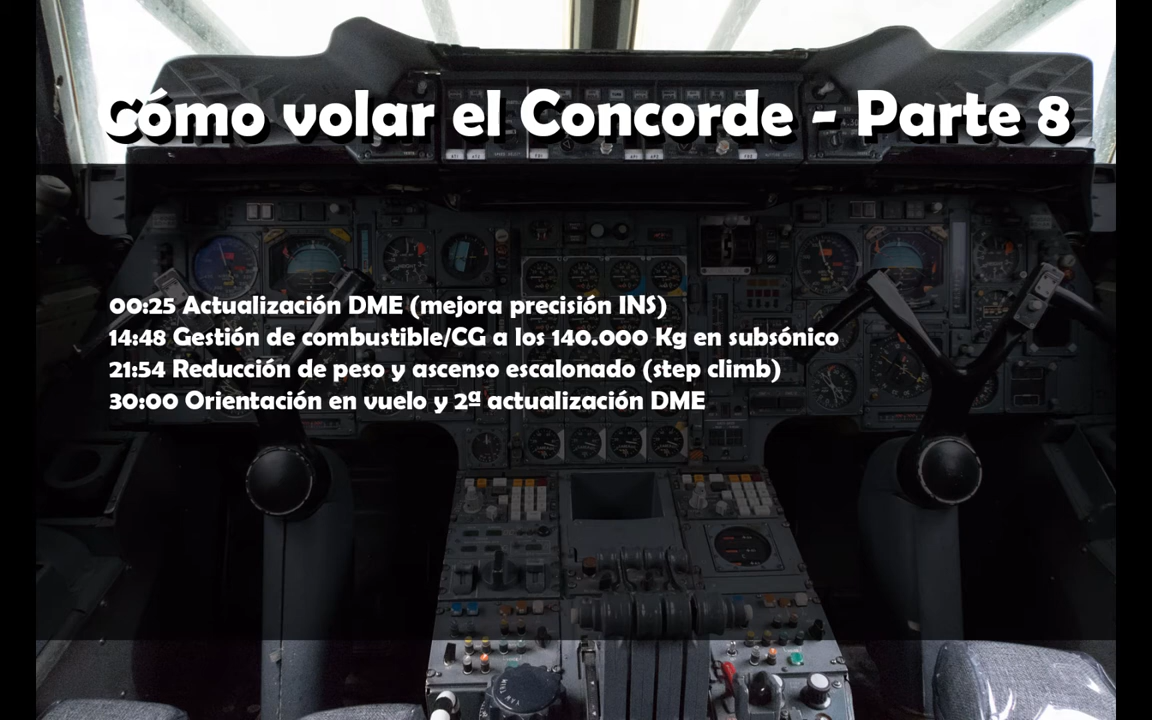 Cómo volar el Concorde - Parte 8
00:25 Actualización DME (mejora precisión INS)
14:48 Gestión de combustible/CG a los 140.000 Kg en subsónico
21:54 Reducción de peso y ascenso escalonado (step climb)
30:00 Orientación en vuelo y 2ª actualización DME